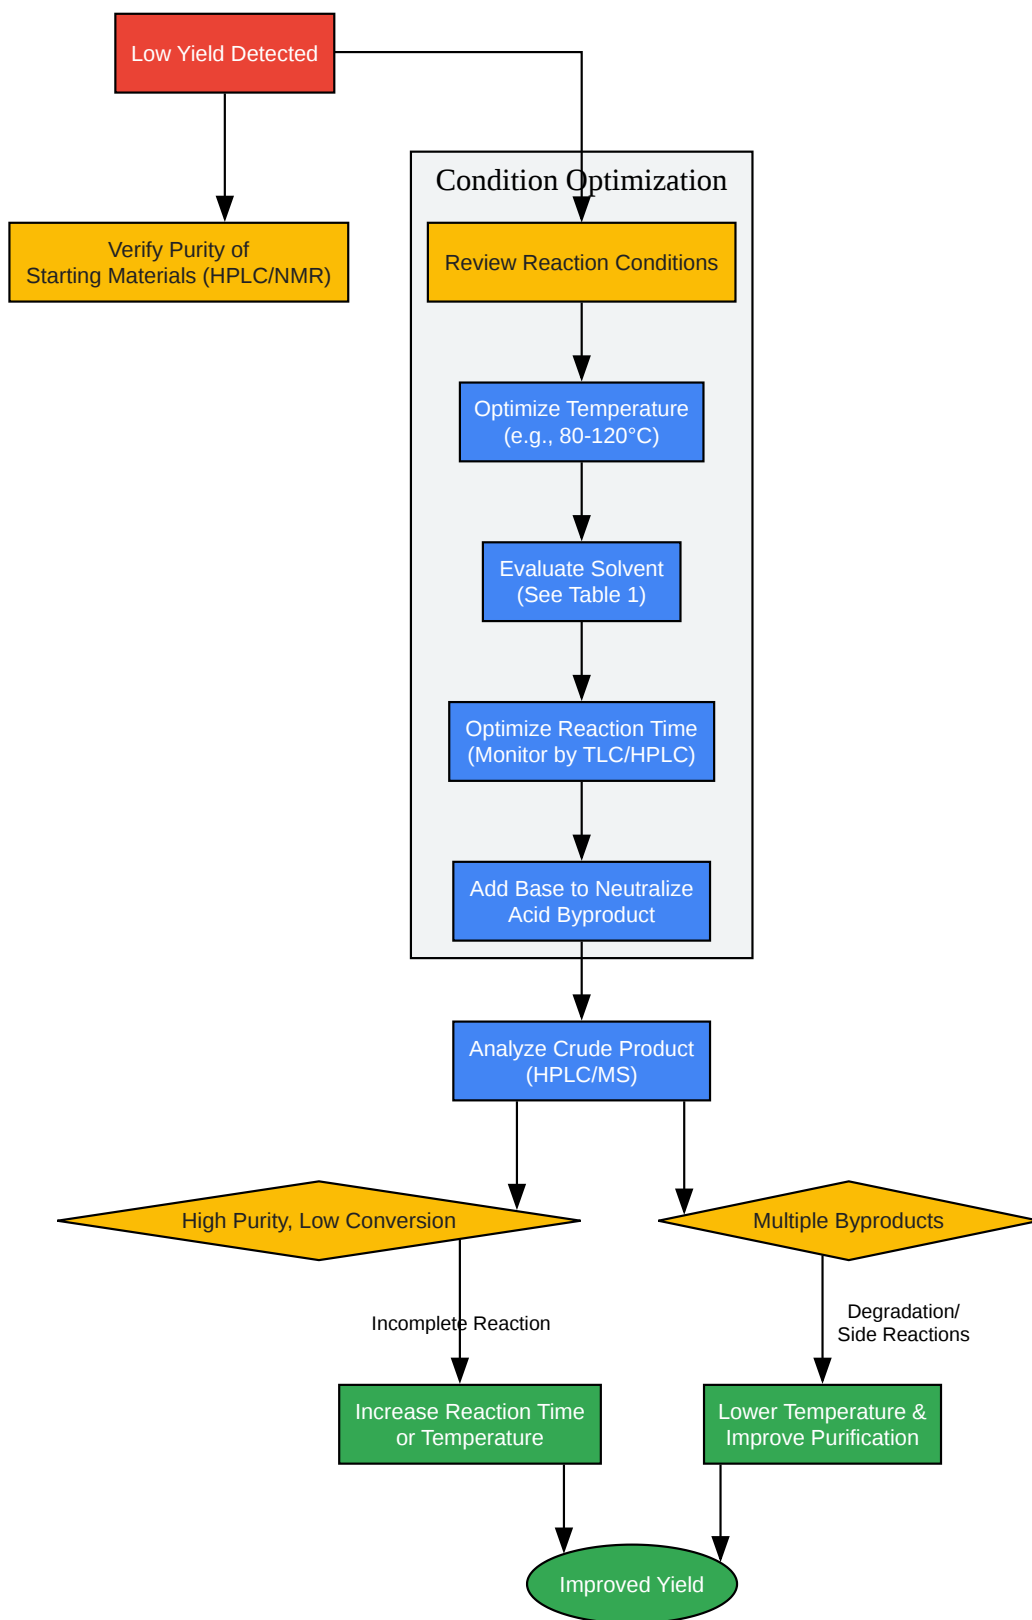 Low Yield Detected
Condition Optimization
Verify Purity of
Starting Materials (HPLC/NMR)
Review Reaction Conditions
Optimize Temperature
(e.g., 80-120°C)
Evaluate Solvent
(See Table 1)
Optimize Reaction Time
(Monitor by TLC/HPLC)
Add Base to Neutralize
Acid Byproduct
Analyze Crude Product
(HPLC/MS)
High Purity, Low Conversion
Multiple Byproducts
Incomplete Reaction
Degradation/
Side Reactions
Increase Reaction Time
or Temperature
Lower Temperature &
Improve Purification
Improved Yield